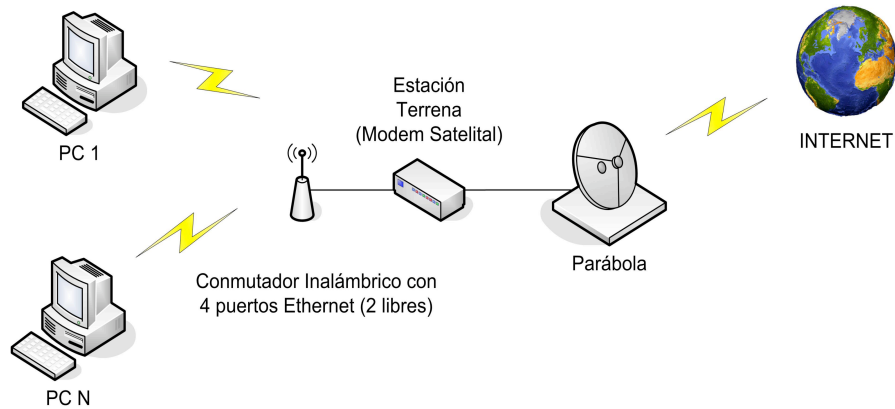 PC 1
Estación
Terrena
(Modem Satelital)
INTERNET
Parábola
Conmutador Inalámbrico con
4 puertos Ethernet (2 libres)
PC N